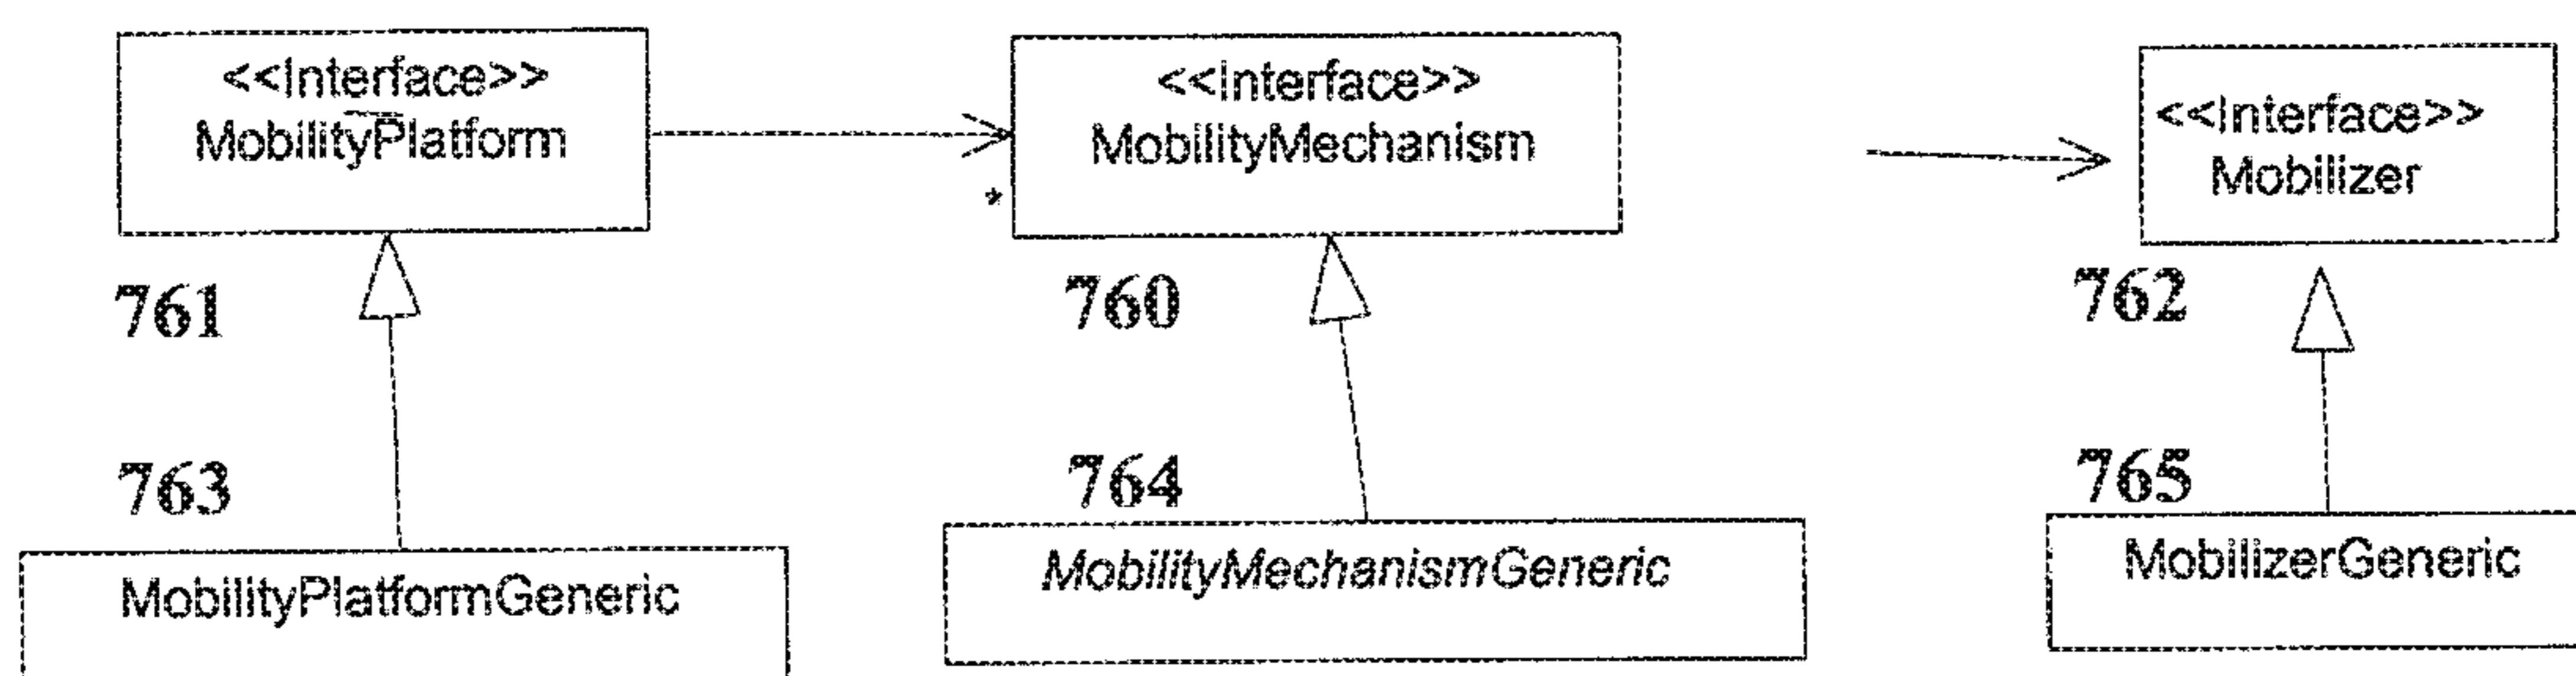 <<Interface>>
MobilityPlatform
<<Interface>>
MobilityMechanism
*
<<Interface>>
Mobilizer
761
760
762
763
764
765
MobilityPlatformGeneric
MobilityMechanismGeneric
MobilizerGeneric